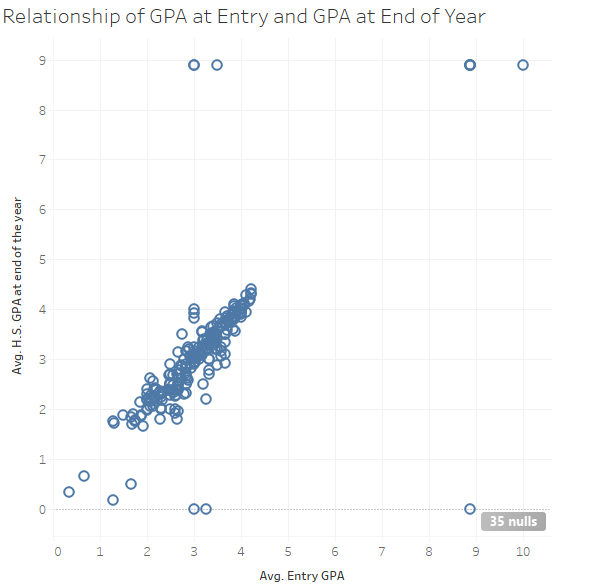 Relationship of GPA at Entry and GPA at End of Year
Avg. H.S. GPA at end of the year
9
8
7
6
5
4
3
2
1
0
35 nulls
0 1 2 3 4 5 6 7 8 9 10
Avg. Entry GPA